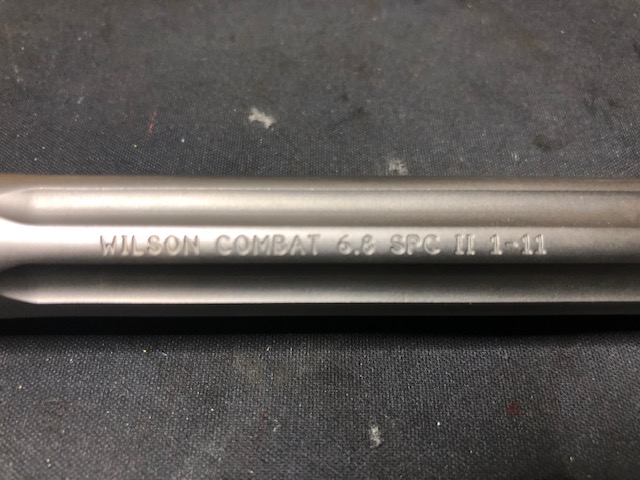 WILSON COMBAT 6.8 SPC II 1-11